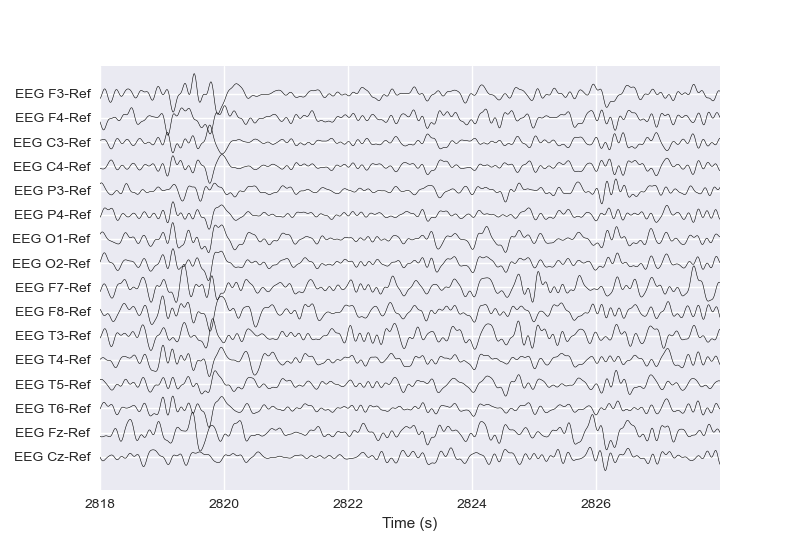 EEG F3-Ref
EEG F4-Ref
EEG C3-Ref
EEG C4-Ref
EEG P3-Ref
EEG P4-Ref
EEG O1-Ref
EEG O2-Ref
EEG F7-Ref
EEG F8-Ref
EEG T3-Ref
EEG T4-Ref
EEG T5-Ref
EEG T6-Ref
EEG Fz-Ref
EEG Cz-Ref
2818 2820 2822 2824 2826
Time (s)